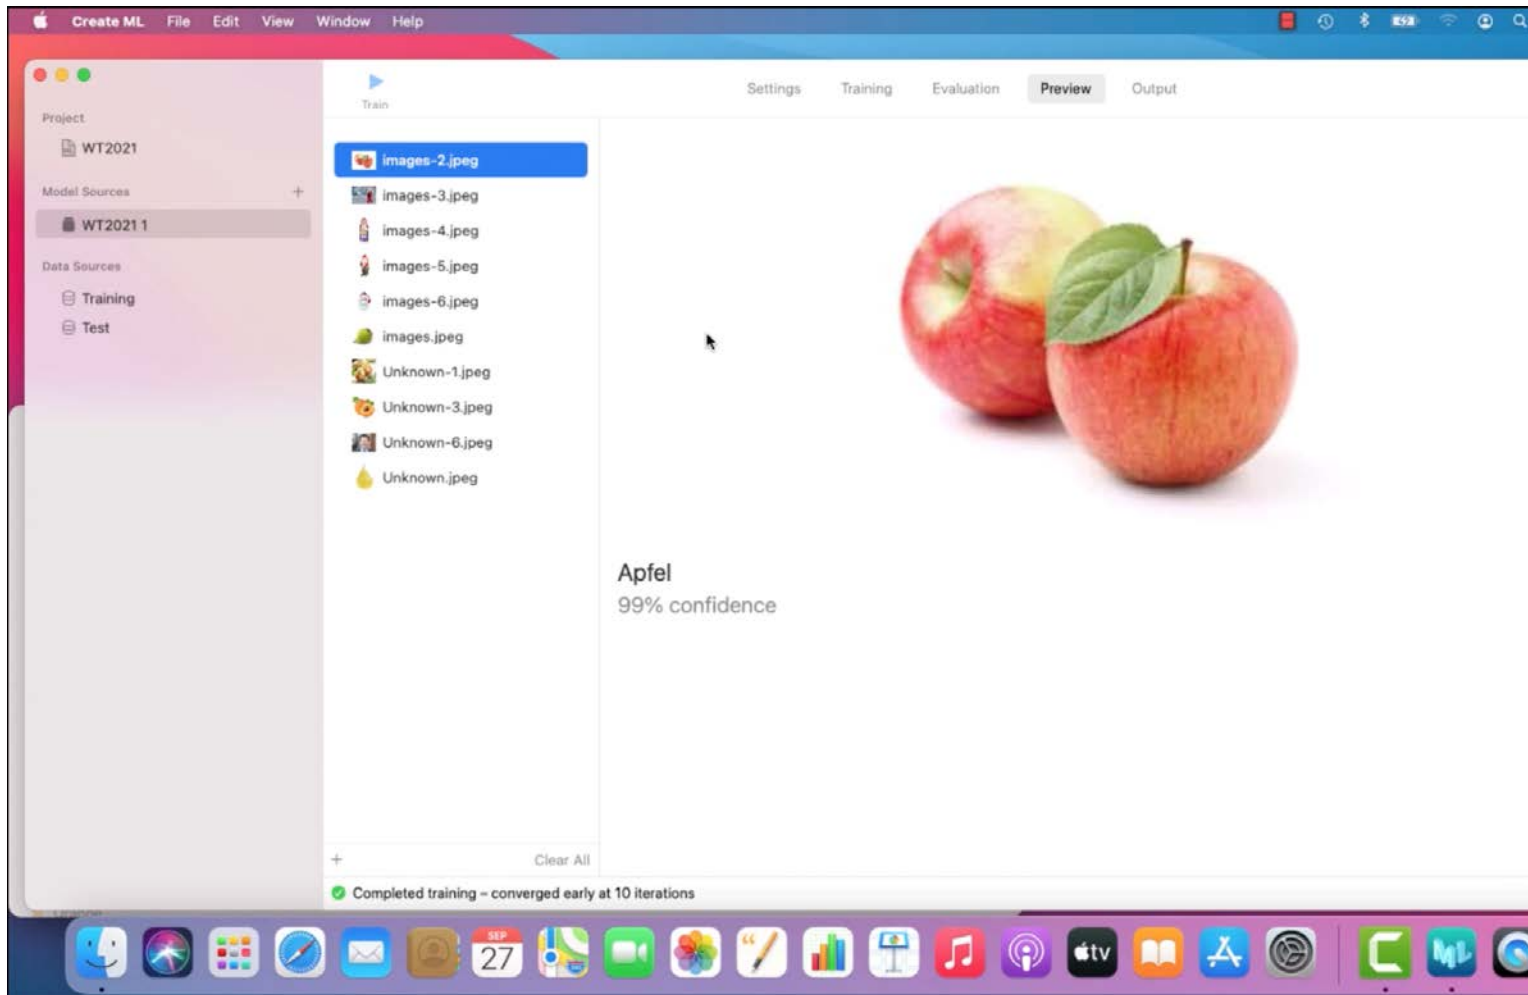 Create ML File Edit View Window Help
Train
Settings Training Evaluation Preview Output
Project
WT2021
Model Sources +
WT2021 1
Data Sources
Training
Test
images-2.jpeg
images-3.jpeg
images-4.jpeg
images-5.jpeg
images-6.jpeg
images.jpeg
Unknown-1.jpeg
Unknown-3.jpeg
Unknown-6.jpeg
Unknown.jpeg
Apfel
99% confidence
+ Clear All
Completed training – converged early at 10 iterations
SEP
27
tv
C
ML